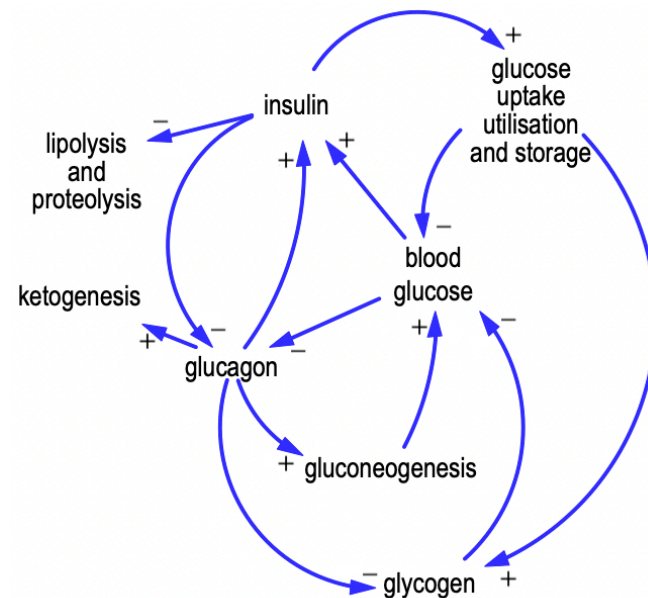 +
glucose
uptake
utilisation
and storage
insulin
–
+
+
lipolysis
and
proteolysis
–
blood
glucose
ketogenesis
+
–
–
+
–
glucagon
+
gluconeogenesis
–
glycogen
+